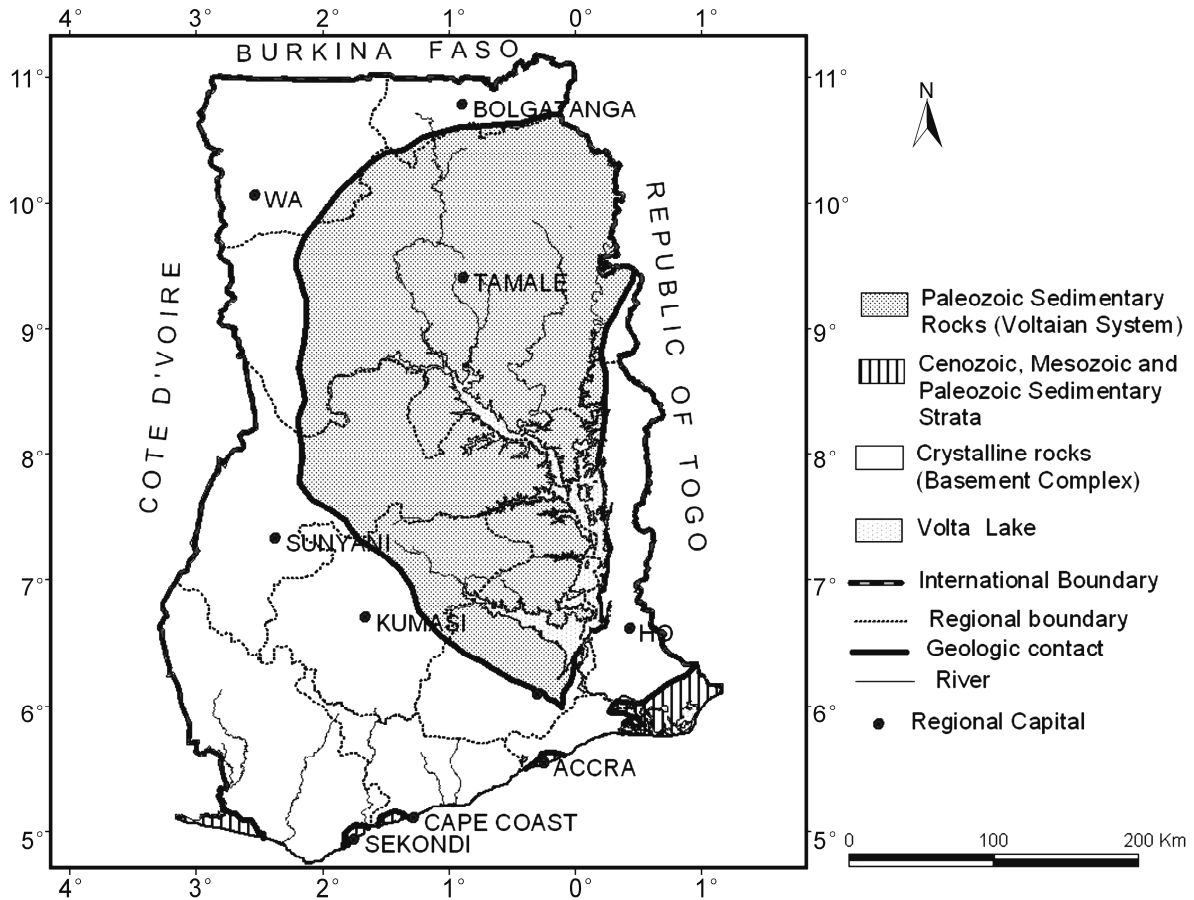 4° 3° 2° 1° 0° 1°
BURKINA FASO
11° 11°
N
BOLGATANGA
WA
10° 10°
REPUBLIC OF TOGO
COTE D'VOIRE
TAMALE
9° 9°
8° 8°
SUNYANI
7° 7°
KUMASI
HO
6° 6°
ACCRA
CAPE COAST
SEKONDI
5° 5°
4° 3° 2° 1° 0° 1°
Paleozoic Sedimentary
Rocks (Voltaian System)
Cenozoic, Mesozoic and
Paleozoic Sedimentary
Strata
Crystalline rocks
(Basement Complex)
Volta Lake
International Boundary
Regional boundary
Geologic contact
River
Regional Capital
0 100 200 Km